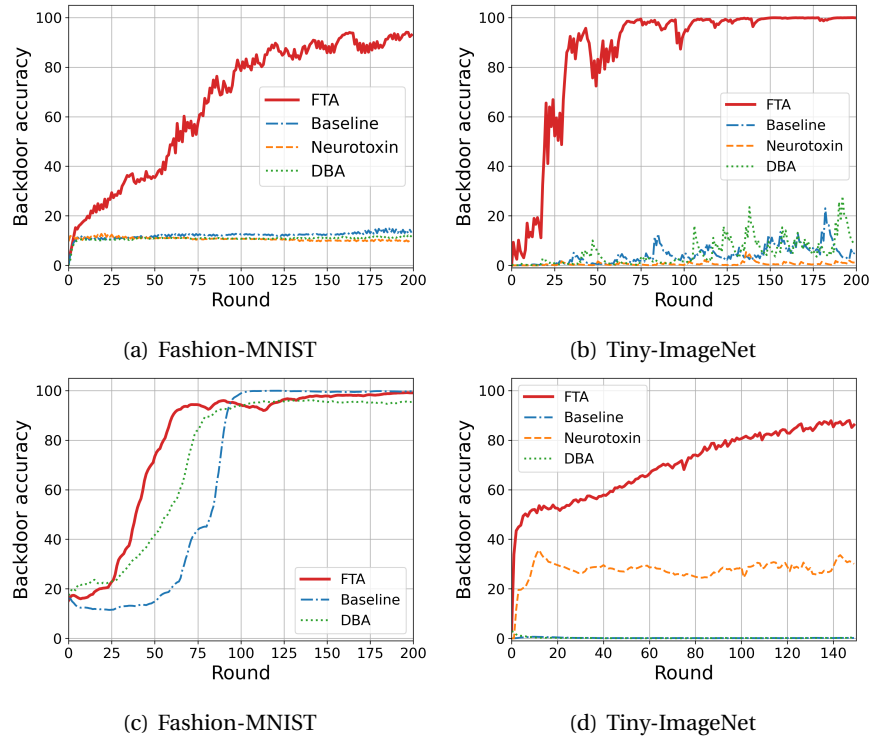 100
80
60
40
20
0
Backdoor accuracy
FTA
Baseline
Neurotoxin
DBA
0 25 50 75 100 125 150 175 200
Round
(a) Fashion-MNIST
100
80
60
40
20
0
Backdoor accuracy
FTA
Baseline
Neurotoxin
DBA
0 25 50 75 100 125 150 175 200
Round
(b) Tiny-ImageNet
100
80
60
40
20
0
Backdoor accuracy
FTA
Baseline
DBA
0 25 50 75 100 125 150 175 200
Round
(c) Fashion-MNIST
100
80
60
40
20
0
Backdoor accuracy
FTA
Baseline
Neurotoxin
DBA
0 20 40 60 80 100 120 140
Round
(d) Tiny-ImageNet